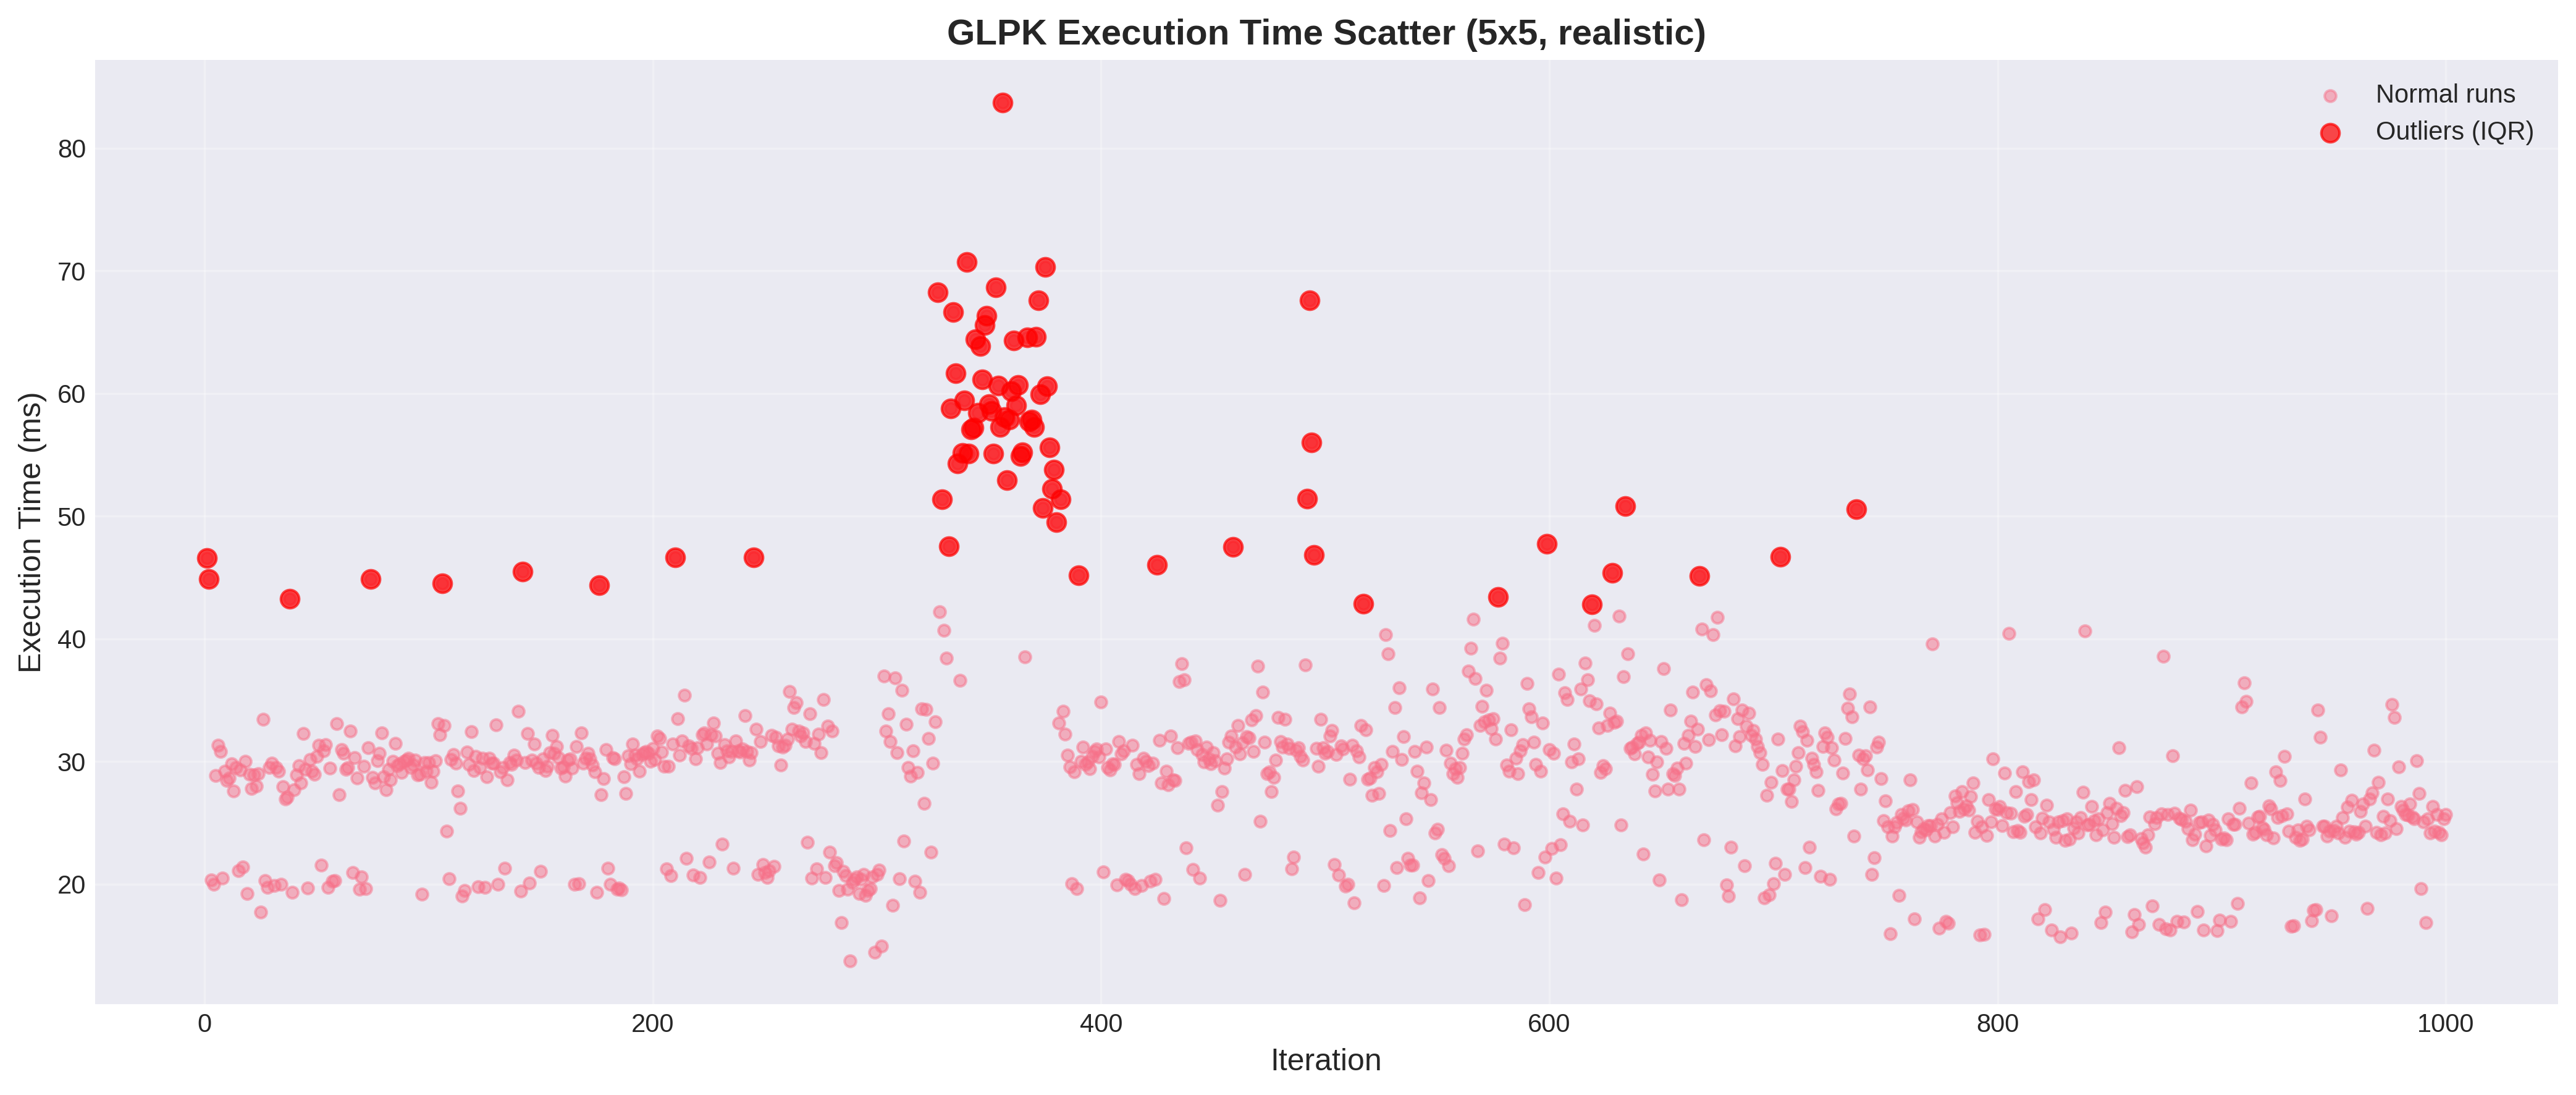 GLPK Execution Time Scatter (5x5, realistic)
Normal runs
Outliers (IQR)
Execution Time (ms)
80
70
60
50
40
30
20
0
200
400
600
800
1000
Iteration